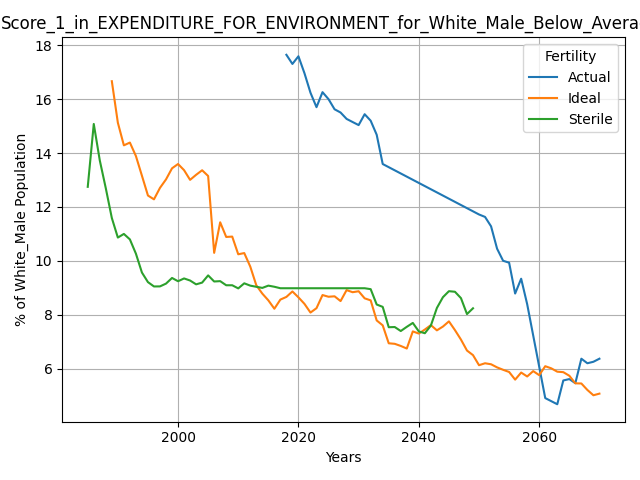 Score_1_in_EXPENDITURE_FOR_ENVIRONMENT_for_White_Male_Below_Avera
% of White_Male Population
18
16
14
12
10
8
6
Fertility
Actual
Ideal
Sterile
2000 2020 2040 2060
Years